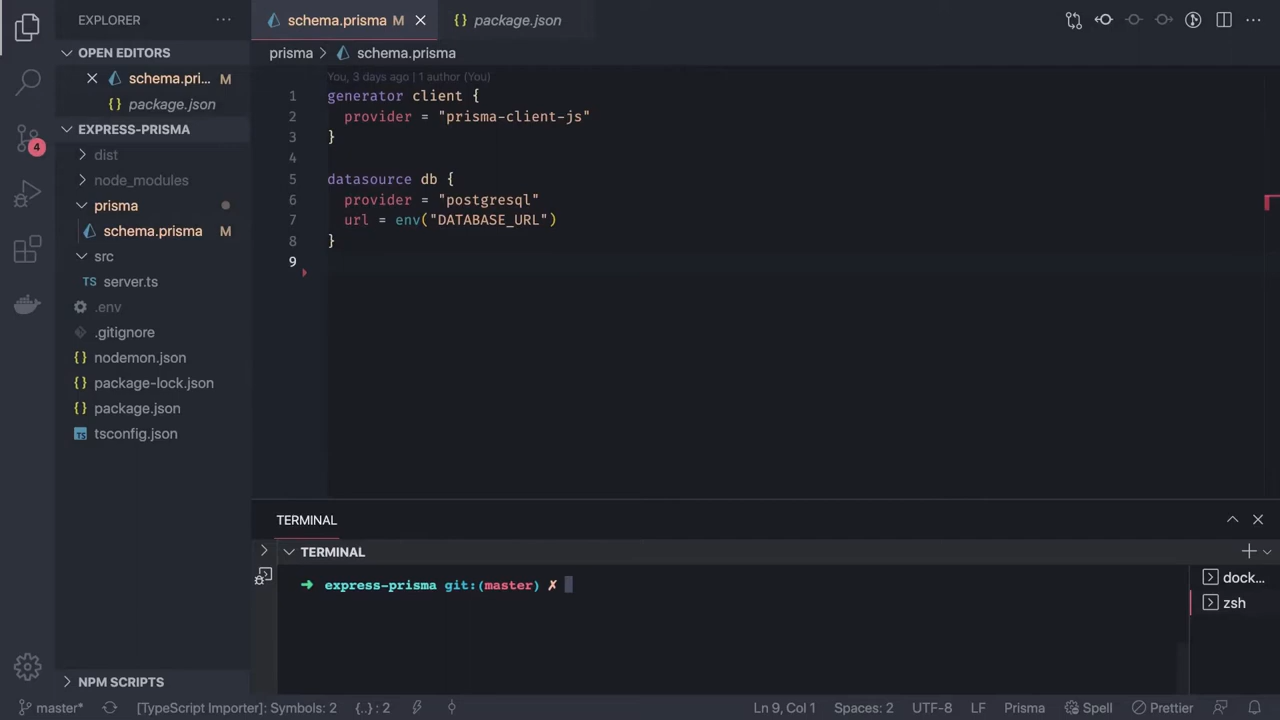 EXPLORER
schema.prisma M
{} package.json
OPEN EDITORS
schema.pri... M
{} package.json
EXPRESS-PRISMA
dist
node_modules
prisma
schema.prisma M
src
TS server.ts
.env
.gitignore
{} nodemon.json
{} package-lock.json
{} package.json
TS tsconfig.json
NPM SCRIPTS
4
prisma > schema.prisma
You, 3 days ago | 1 author (You)
1 generator client {
2 provider = "prisma-client-js"
3 }
4
5 datasource db {
6 provider = "postgresql"
7 url = env("DATABASE_URL")
8 }
9
TERMINAL
TERMINAL
➜ express-prisma git:(master) ✗
dock...
zsh
master* [TypeScript Importer]: Symbols: 2 {..} : 2 Ln 9, Col 1 Spaces: 2 UTF-8 LF Prisma Spell Prettier